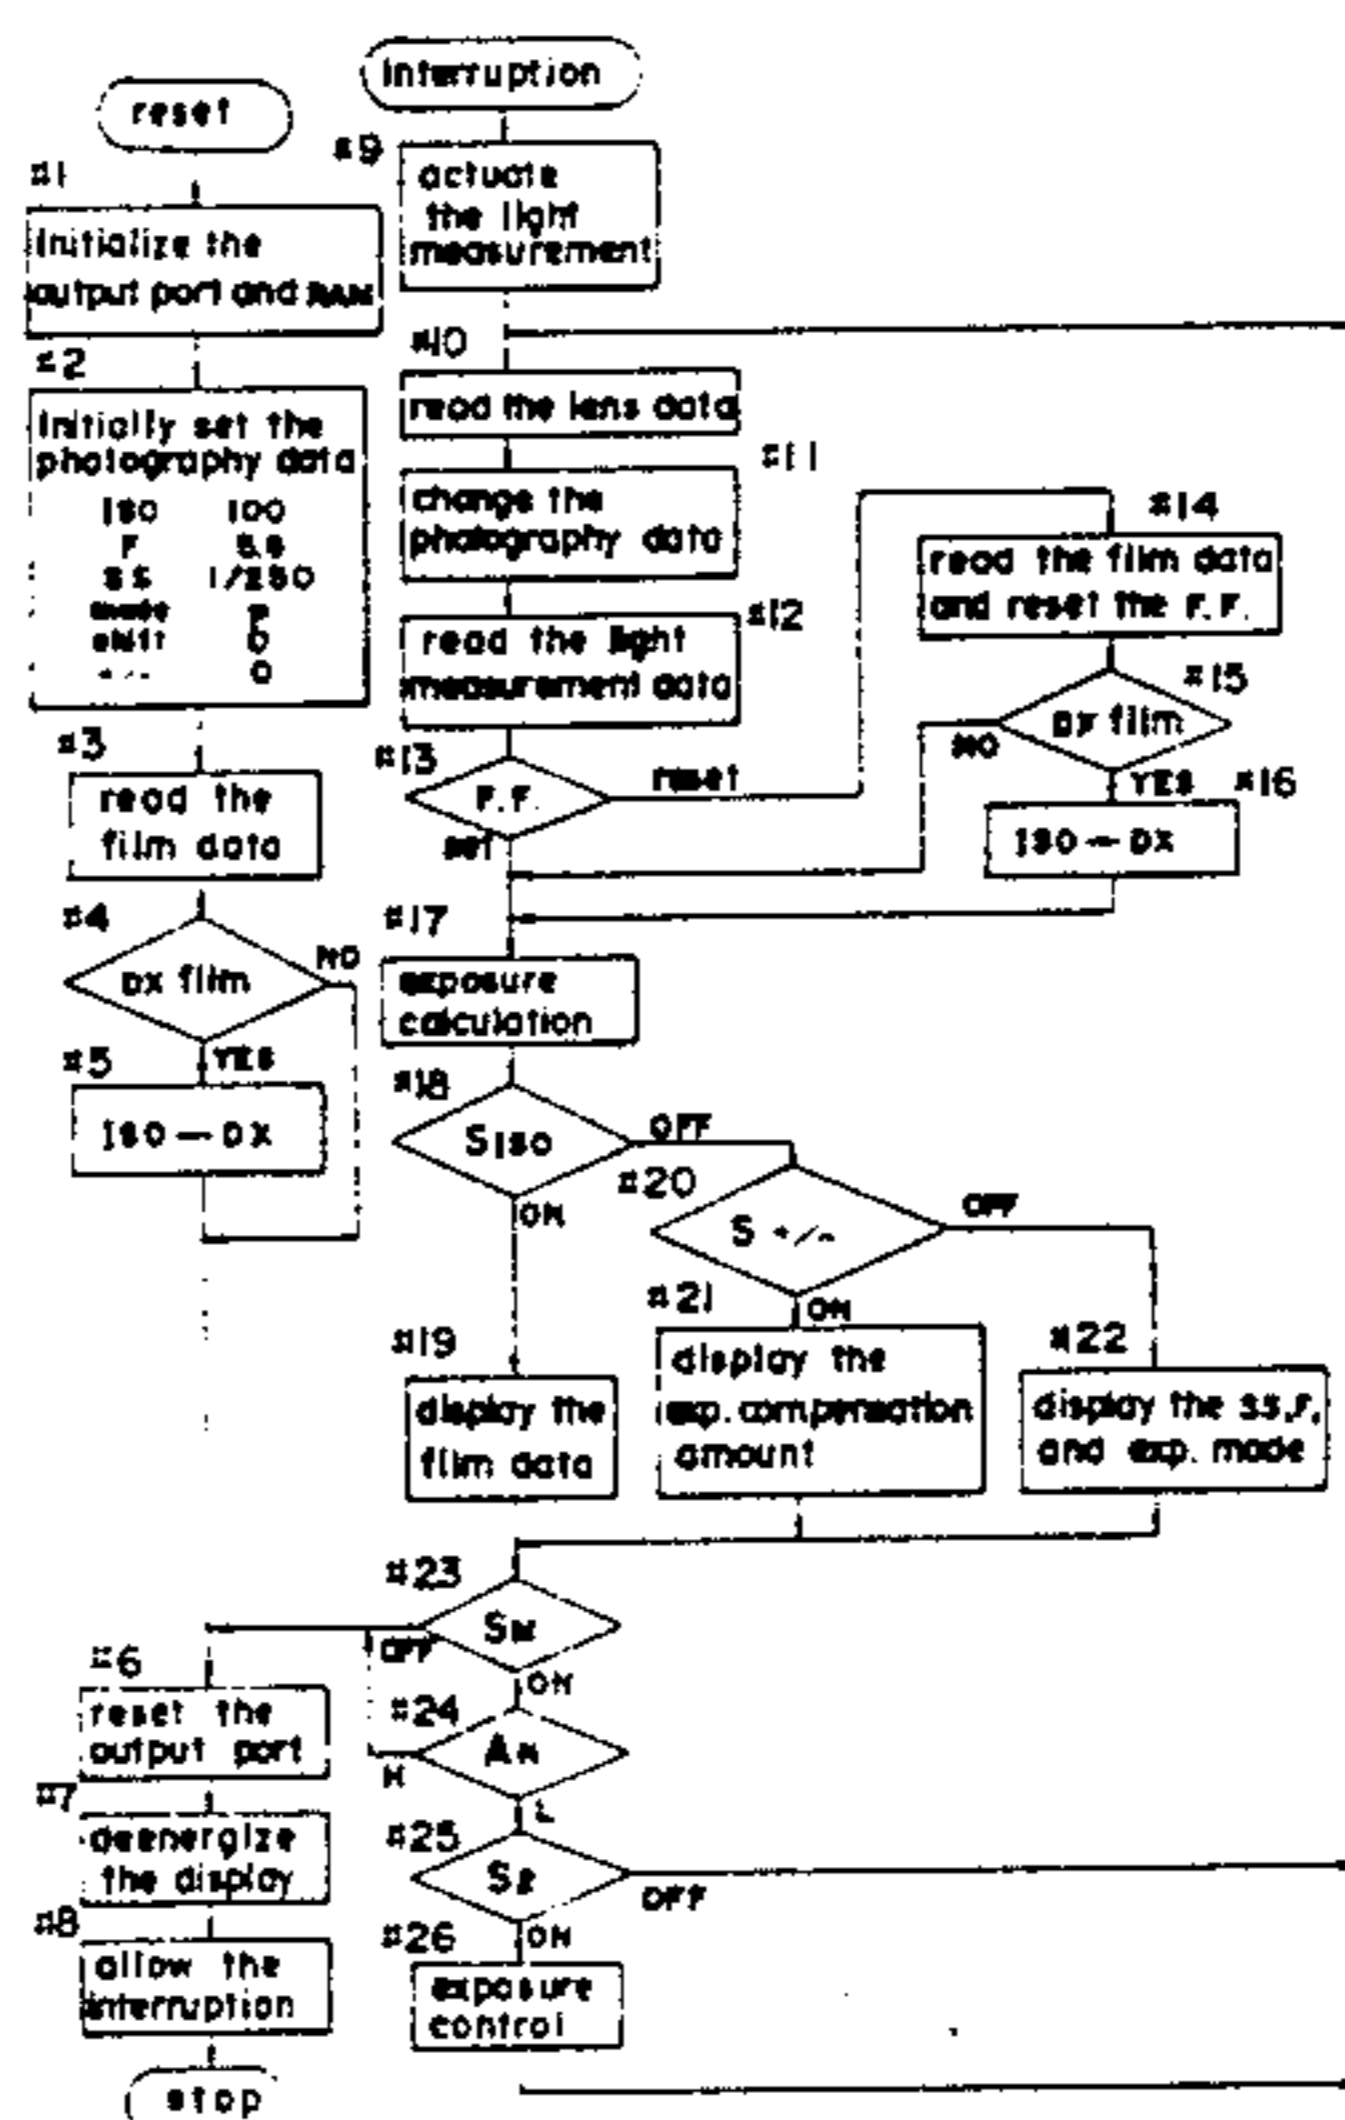 reset
#1
Initialize the
output port and RAM
#2
Initially set the
photography data
ISO 100
F 5.6
SS 1/250
mode P
shift 0
+/- 0
#3
read the
film data
#4
DX film
NO
YES
#5
ISO — DX
#6
reset the
output port
#7
deenergize
the display
#8
allow the
interruption
stop
Interruption
#9
actuate
the light
measurement
#10
read the lens data
#11
change the
photography data
#12
read the light
measurement data
#13
F.F.
reset
set
#14
read the film data
and reset the F.F.
#15
DX film
NO
YES
#16
ISO — DX
#17
exposure
calculation
#18
SISO
OFF
ON
#19
display the
film data
#20
S +/-
OFF
ON
#21
display the
exp. compensation
amount
#22
display the SS,F,
and exp. mode
#23
SM
OFF
ON
#24
H
L
#25
OFF
ON
#26
exposure
control